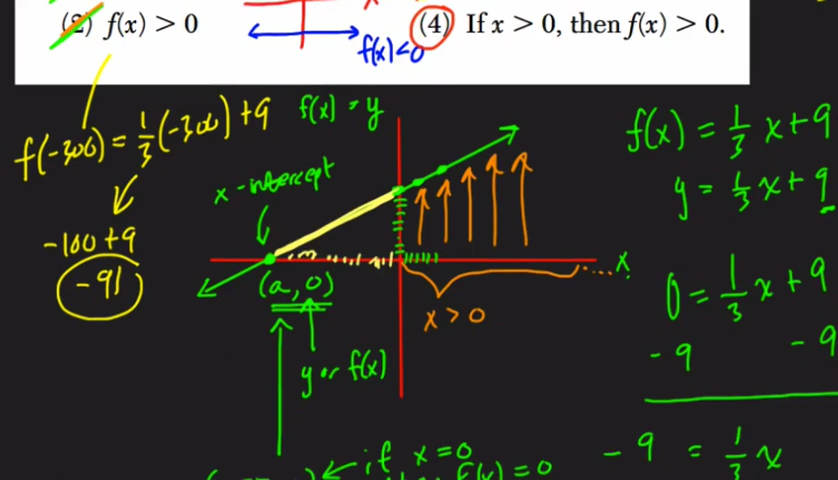 (2) f(x) > 0
f(x) < 0
(4) If x > 0, then f(x) > 0.
f(-300) = 1/3(-300) + 9
-100 + 9
-91
f(x) = y
x-intercept
(a, 0)
y or f(x)
x > 0
.... x
f(x) = 1/3 x + 9
y = 1/3 x + 9
0 = 1/3 x + 9
-9 -9
-9 = 1/3 x
if x = 0
f(x) = 0